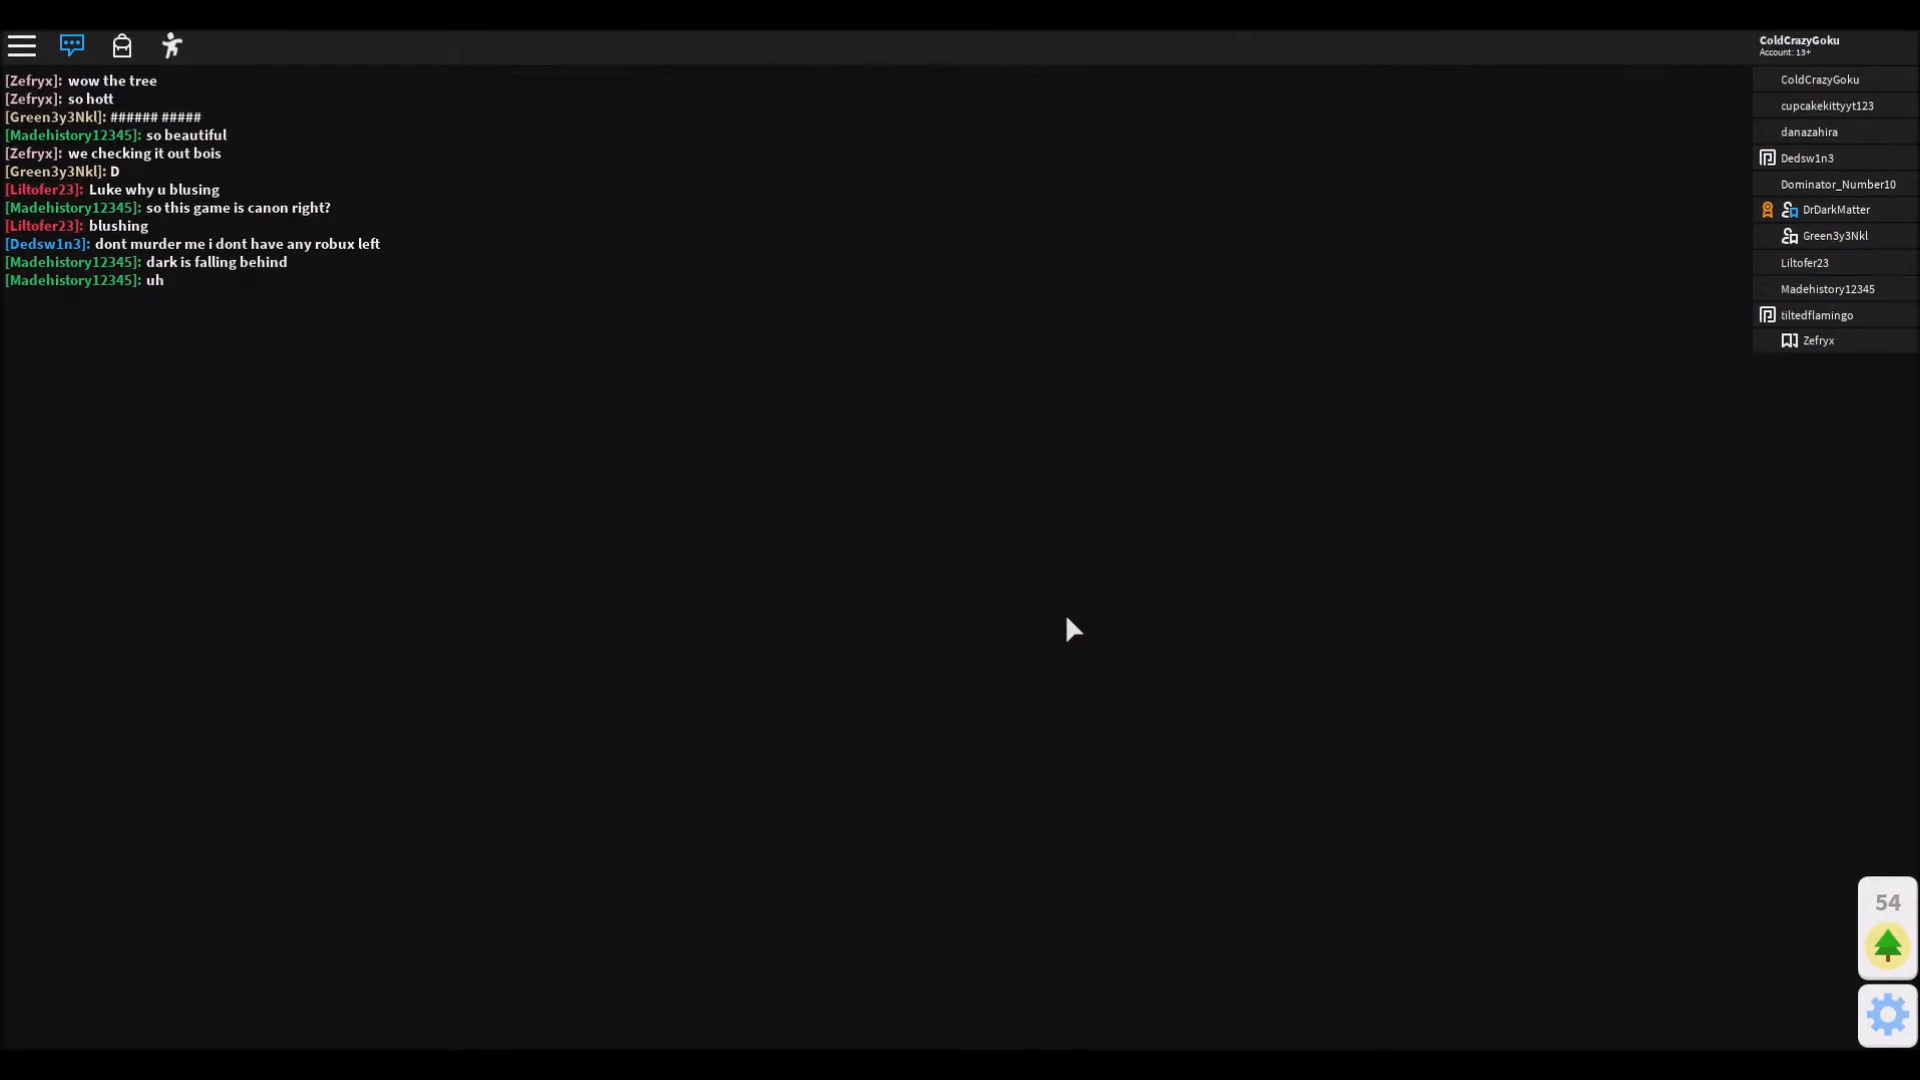 [Zefryx]: wow the tree
[Zefryx]: so hott
[Green3y3Nkl]: ###### #####
[Madehistory12345]: so beautiful
[Zefryx]: we checking it out bois
[Green3y3Nkl]: D
[Liltofer23]: Luke why u blusing
[Madehistory12345]: so this game is canon right?
[Liltofer23]: blushing
[Dedsw1n3]: dont murder me i dont have any robux left
[Madehistory12345]: dark is falling behind
[Madehistory12345]: uh
ColdCrazyGoku
Account: 13+
ColdCrazyGoku
cupcakekittyyt123
danazahira
Dedsw1n3
Dominator_Number10
DrDarkMatter
Green3y3Nkl
Liltofer23
Madehistory12345
tiltedflamingo
Zefryx
54